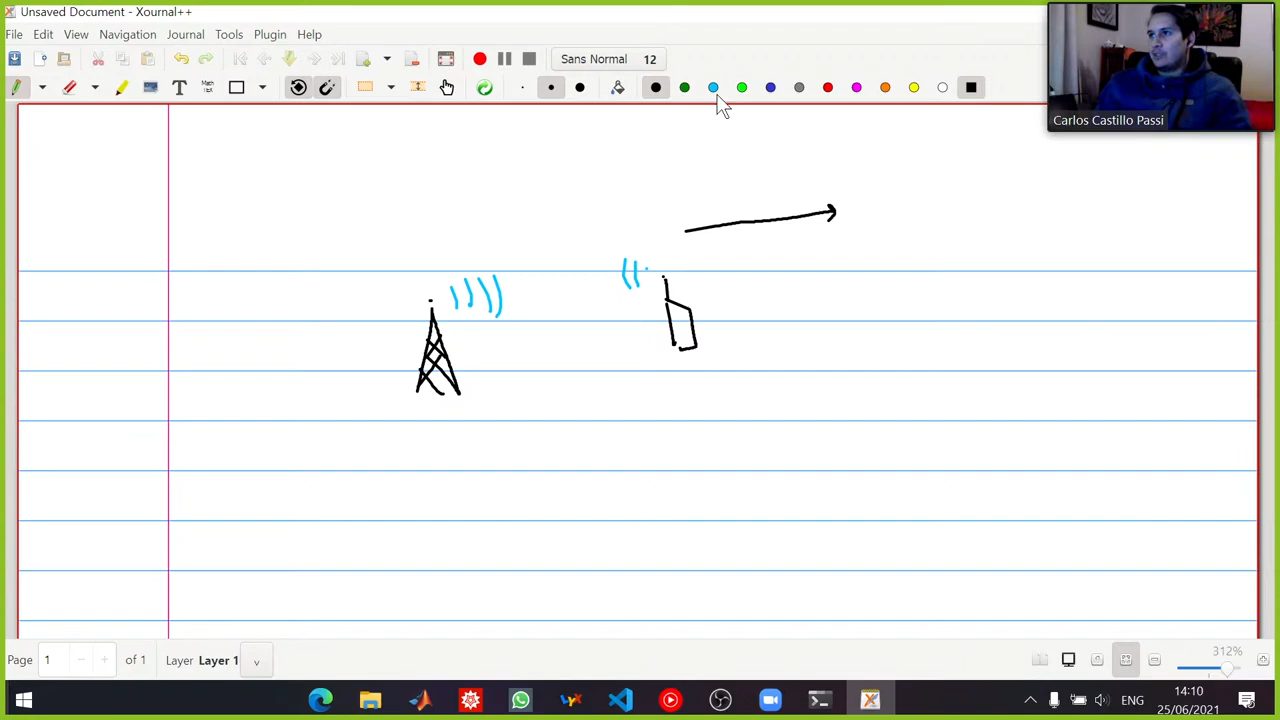 Unsaved Document - Xournal++
File Edit View Navigation Journal Tools Plugin Help
Sans Normal 12
Carlos Castillo Passi
Page 1 of 1 Layer Layer 1
312%
ENG
14:10
25/06/2021